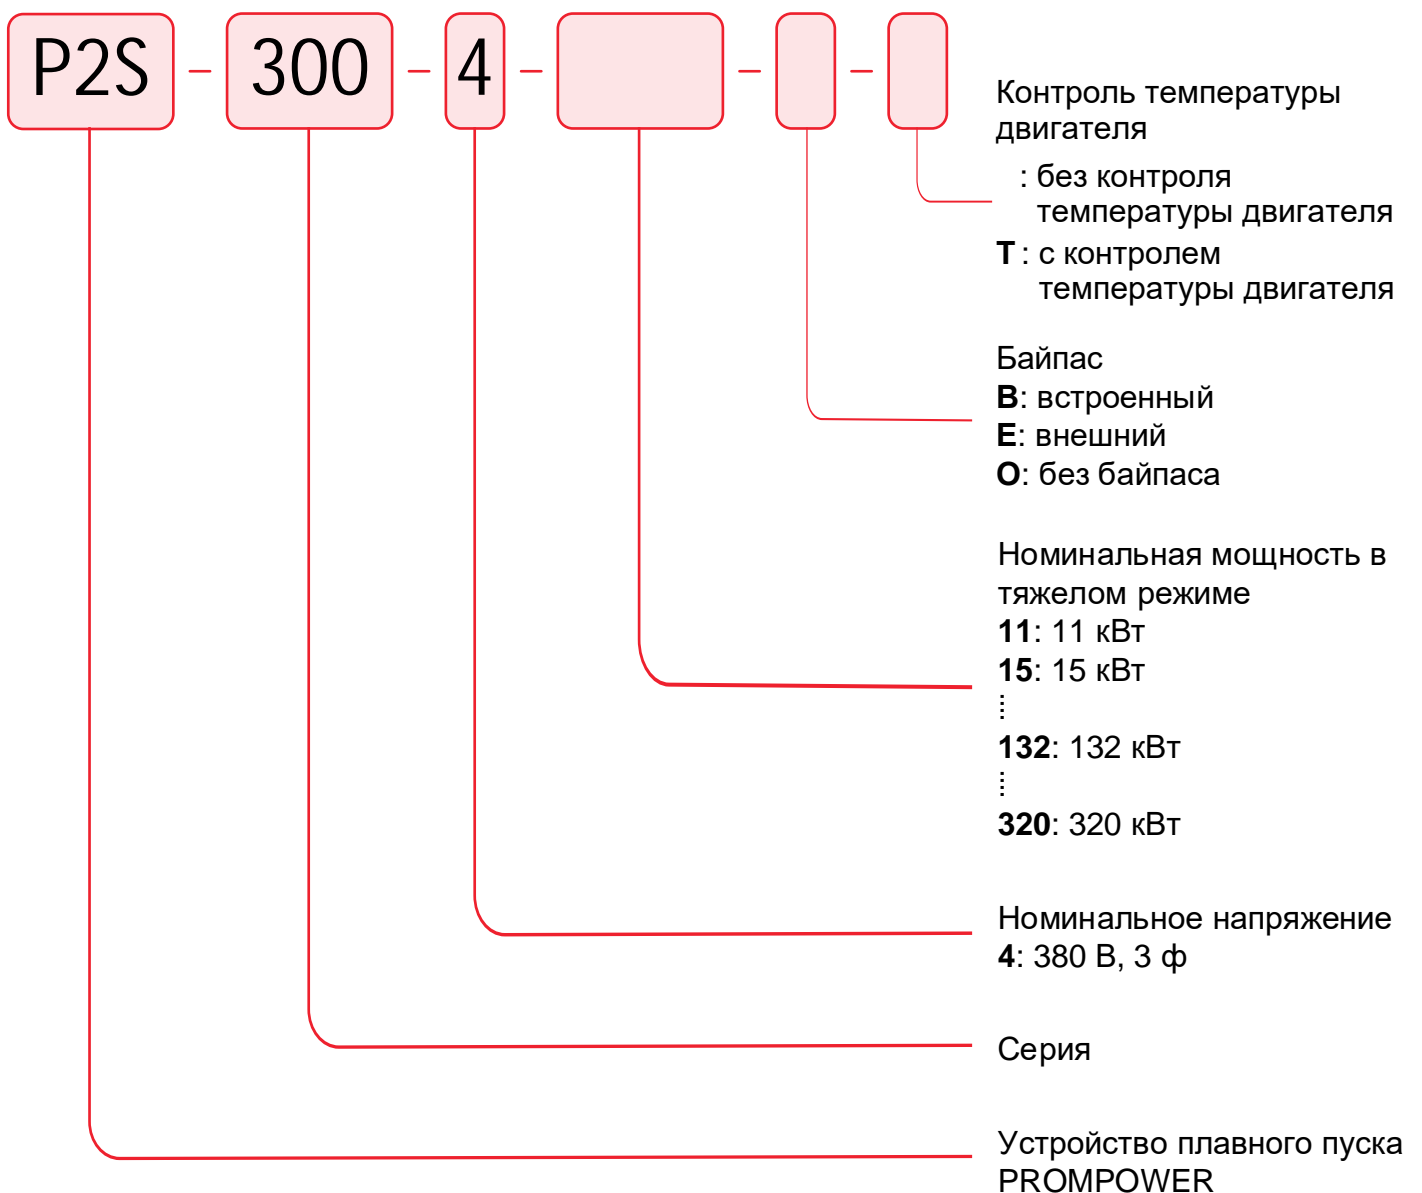 P2S – 300 – 4 – – –
Контроль температуры
двигателя
: без контроля
температуры двигателя
T : с контролем
температуры двигателя
Байпас
B: встроенный
E: внешний
O: без байпаса
Номинальная мощность в
тяжелом режиме
11: 11 кВт
15: 15 кВт
132: 132 кВт
320: 320 кВт
Номинальное напряжение
4: 380 В, 3 ф
Серия
Устройство плавного пуска
PROMPOWER